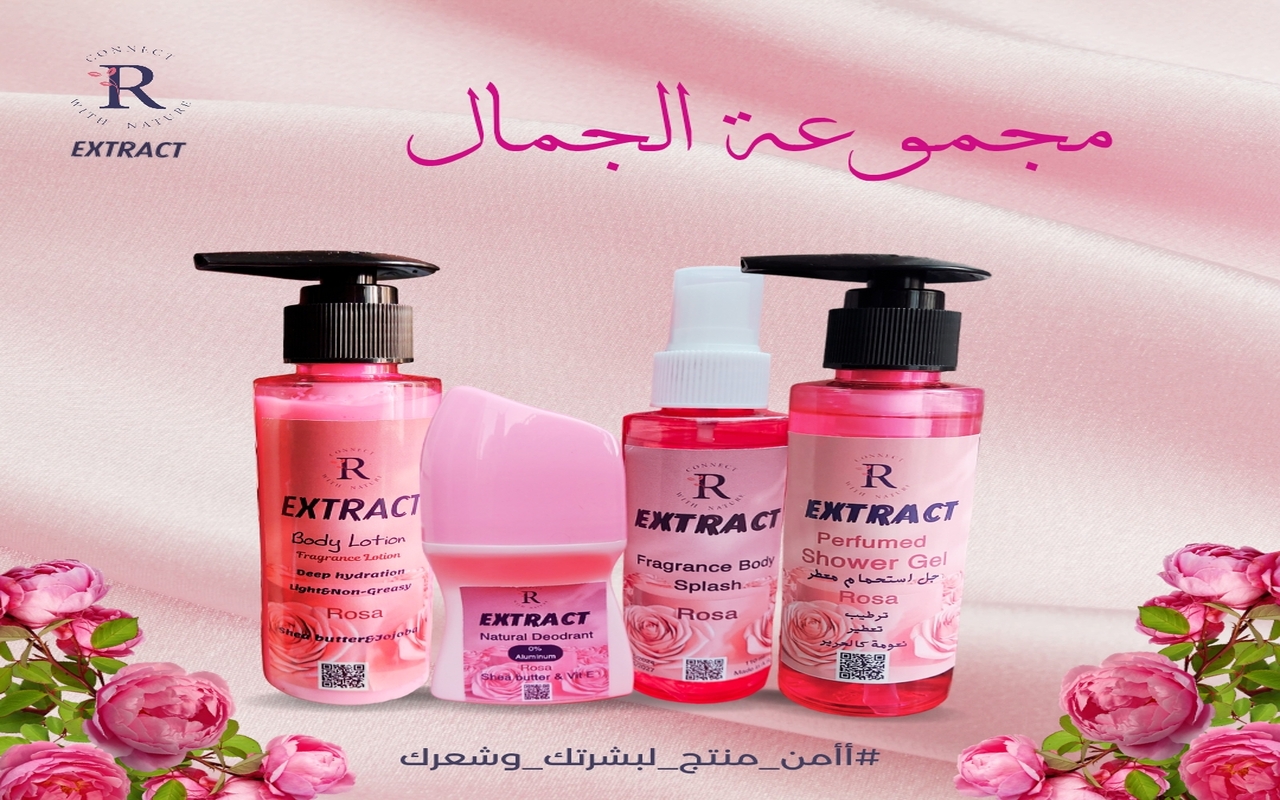 CONNECT
R
WITH NATURE
EXTRACT
مجموعة الجمال
CONNECT
R
WITH NATURE
EXTRACT
Body Lotion
Fragrance Lotion
Deep hydration
Light&Non-Greasy
Rosa
Shea butter&Jojoba
R
EXTRACT
Natural Deodrant
0%
Aluminum
Rosa
Shea butter & Vit E
CONNECT
R
WITH NATURE
EXTRACT
Fragrance Body
Splash
Rosa
CONNECT
R
WITH NATURE
EXTRACT
Perfumed
Shower Gel
جل إستحمام معطر
Rosa
ترطيب
تعطير
نعومة كالحرير
#أأمن_منتج_لبشرتك_وشعرك